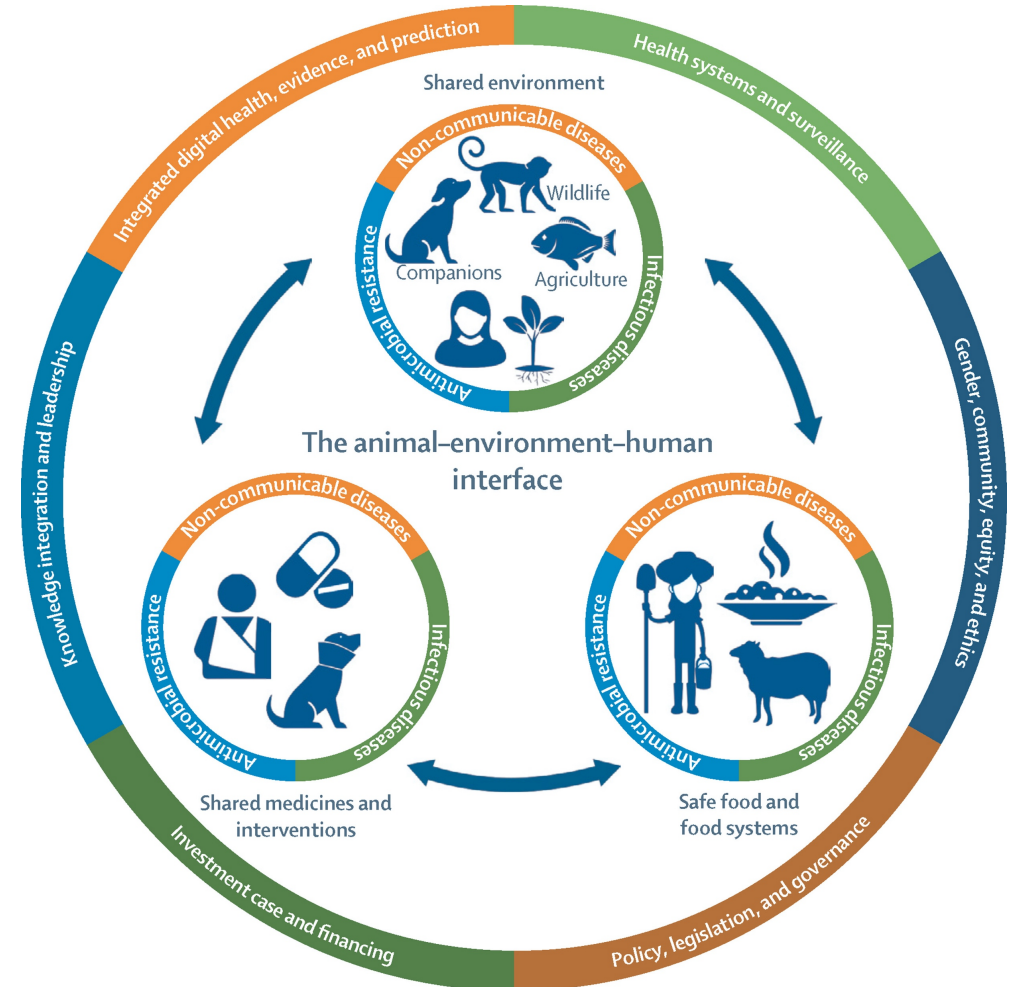 Integrated digital health, evidence, and prediction
Health systems and surveillance
Shared environment
Non-communicable diseases
Wildlife
Companions
Agriculture
Antimicrobial resistance
Infectious diseases
Knowledge integration and leadership
Gender, community, equity, and ethics
The animal–environment–human
interface
Non-communicable diseases
Antimicrobial resistance
Infectious diseases
Shared medicines and
interventions
Non-communicable diseases
Antimicrobial resistance
Infectious diseases
Safe food and
food systems
Investment case and financing
Policy, legislation, and governance